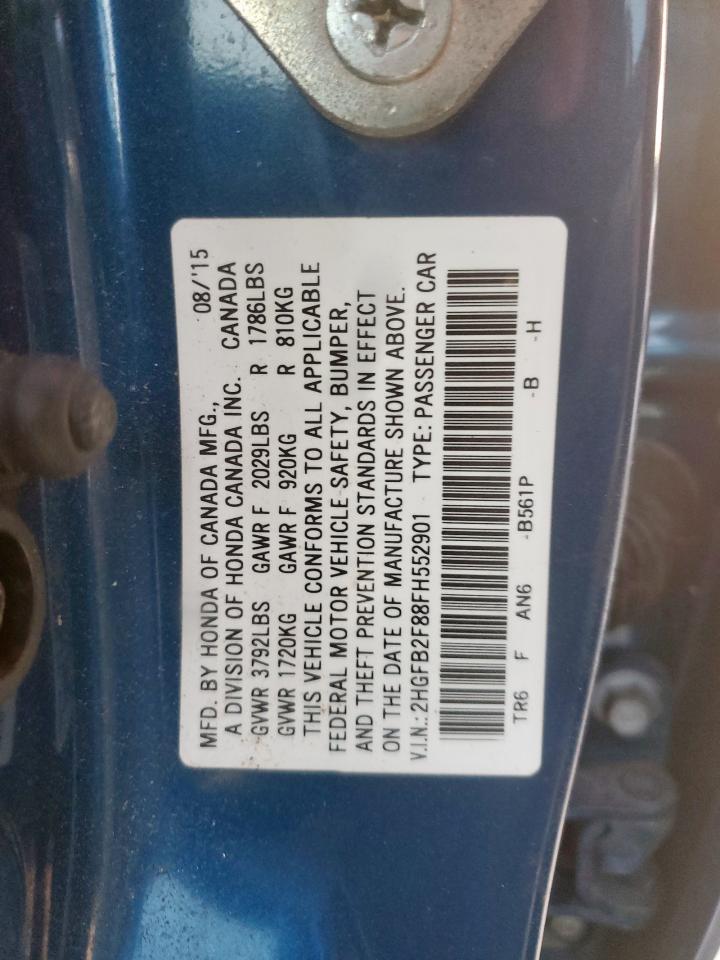 MFD. BY HONDA OF CANADA MFG., 08/'15
A DIVISION OF HONDA CANADA INC. CANADA
GVWR 3792LBS GAWR F 2029LBS R 1786LBS
GVWR 1720KG GAWR F 920KG R 810KG
THIS VEHICLE CONFORMS TO ALL APPLICABLE
FEDERAL MOTOR VEHICLE SAFETY, BUMPER,
AND THEFT PREVENTION STANDARDS IN EFFECT
ON THE DATE OF MANUFACTURE SHOWN ABOVE.
V.I.N.: 2HGFB2F88FH552901 TYPE: PASSENGER CAR
TR6 F AN6 -B561P -B -H